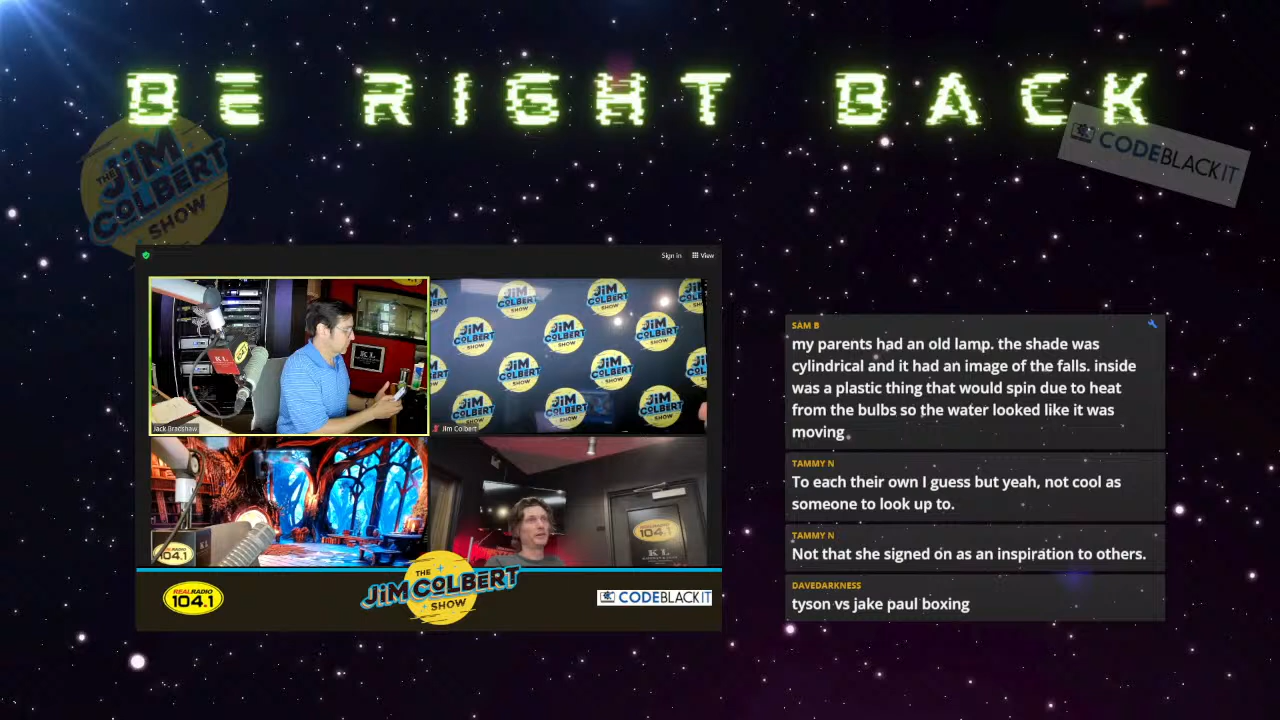 BE RIGHT BACK
THE
JIM
COLBERT
SHOW
CODEBLACKIT
Sign in
View
Jack Bradshaw
Jim Colbert
REALRADIO
104.1
K L
REALRADIO
104.1
THE
JIM COLBERT
SHOW
CODEBLACKIT
SAM B
my parents had an old lamp. the shade was
cylindrical and it had an image of the falls. inside
was a plastic thing that would spin due to heat
from the bulbs so the water looked like it was
moving
TAMMY N
To each their own I guess but yeah, not cool as
someone to look up to.
TAMMY N
Not that she signed on as an inspiration to others.
DAVEDARKNESS
tyson vs jake paul boxing